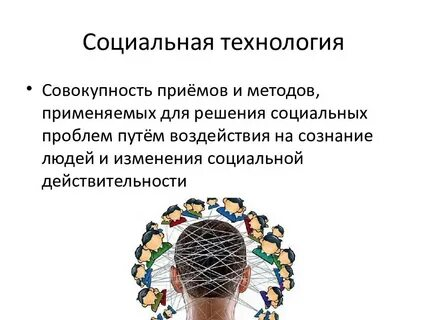 Социальная технология
• Совокупность приёмов и методов,
применяемых для решения социальных
проблем путём воздействия на сознание
людей и изменения социальной
действительности